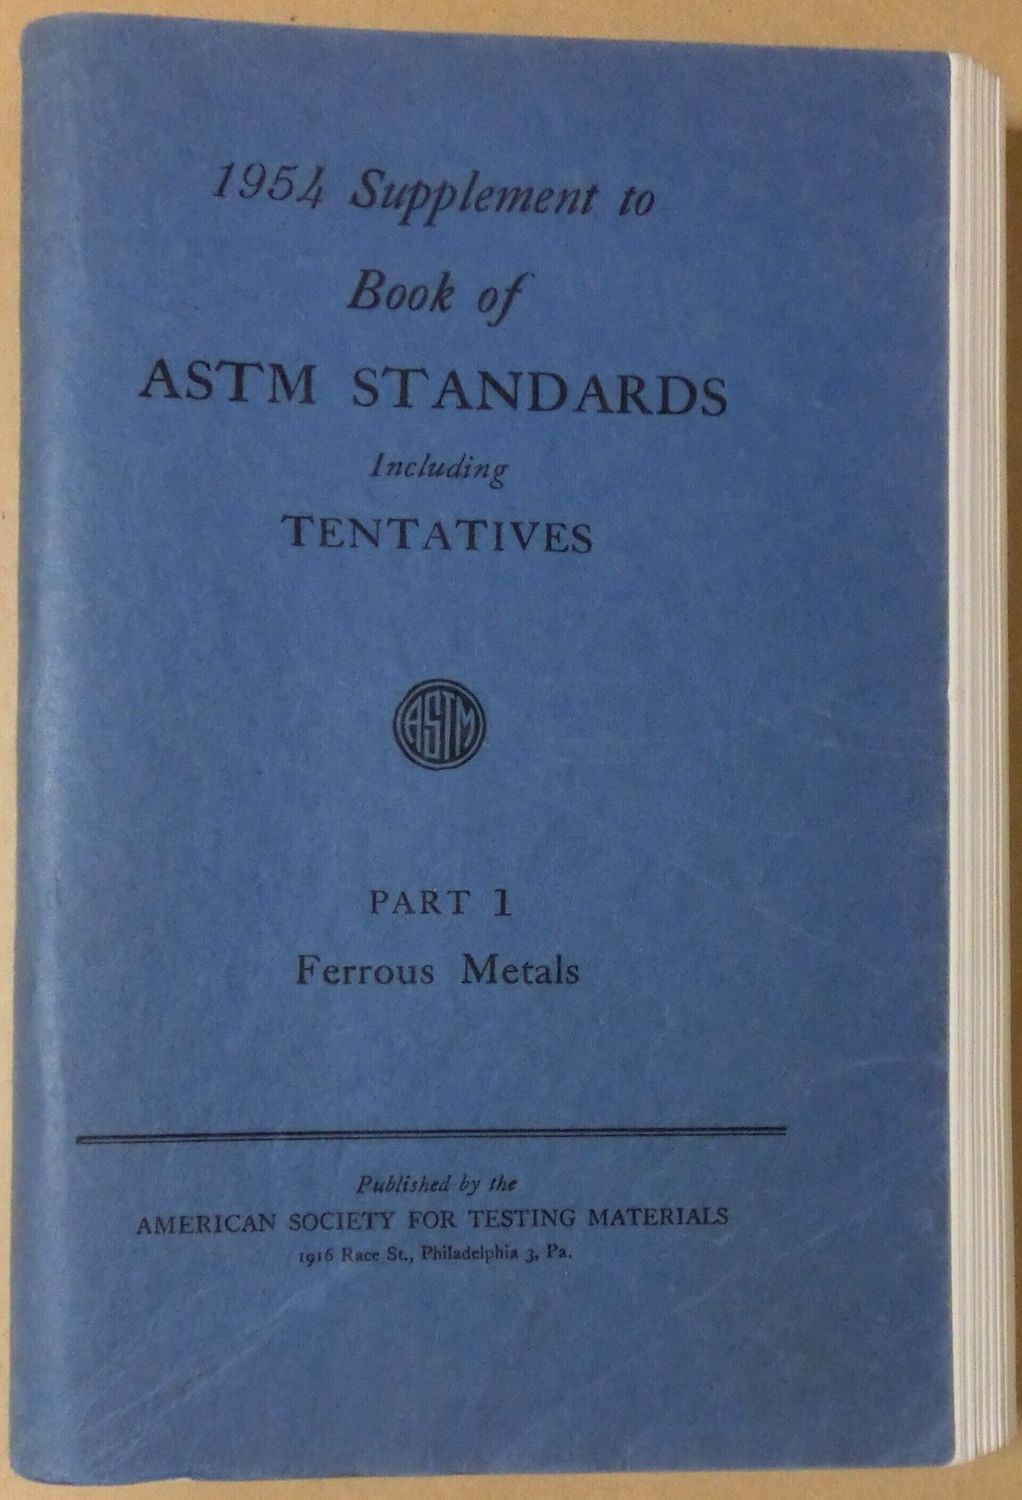 1954 Supplement to
Book of
ASTM STANDARDS
Including
TENTATIVES
ASTM
PART 1
Ferrous Metals
Published by the
AMERICAN SOCIETY FOR TESTING MATERIALS
1916 Race St., Philadelphia 3, Pa.